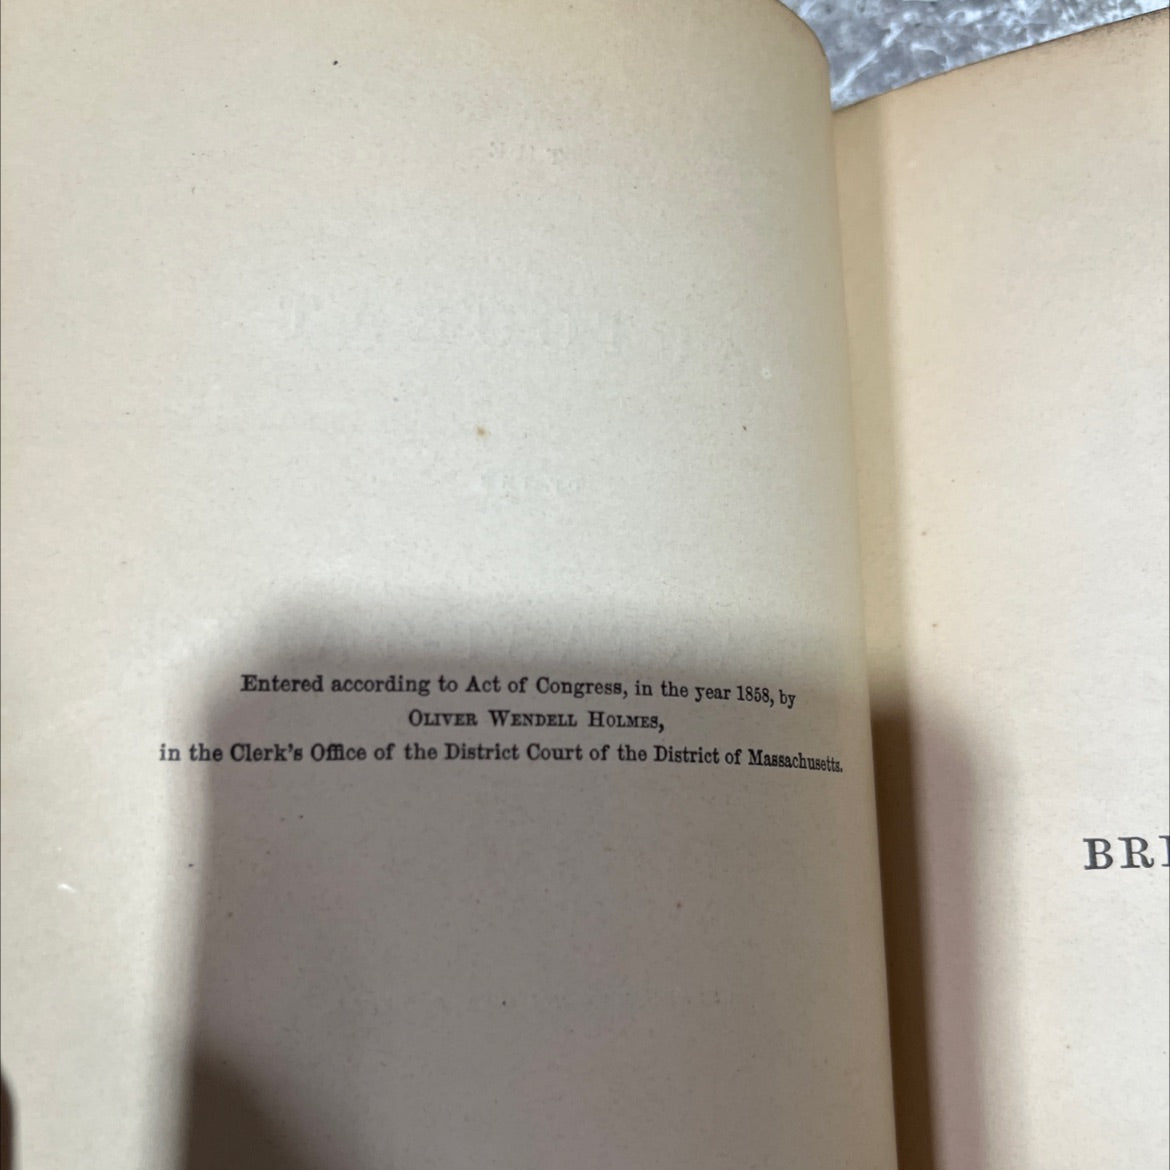 Entered according to Act of Congress, in the year 1858, by
OLIVER WENDELL HOLMES,
in the Clerk's Office of the District Court of the District of Massachusetts.
BRI